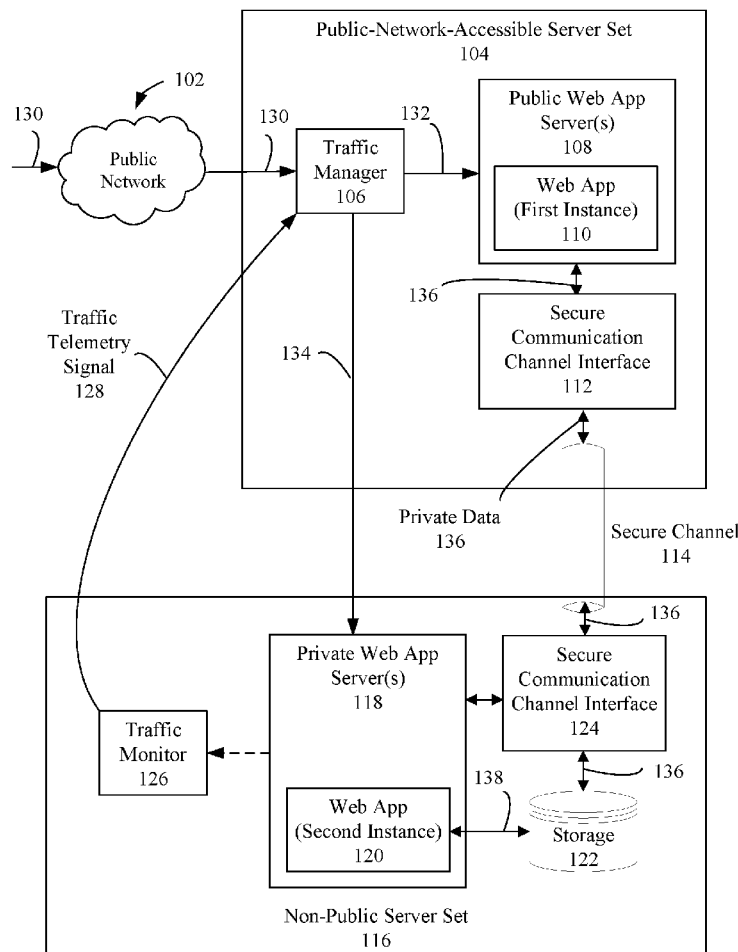 Public-Network-Accessible Server Set
104
102
130
Public
Network
130
Traffic
Manager
106
132
Public Web App
Server(s)
108
Web App
(First Instance)
110
136
Secure
Communication
Channel Interface
112
Traffic
Telemetry
Signal
128
134
Private Data
136
Secure Channel
114
136
Private Web App
Server(s)
118
Secure
Communication
Channel Interface
124
Traffic
Monitor
126
136
138
Web App
(Second Instance)
120
Storage
122
Non-Public Server Set
116